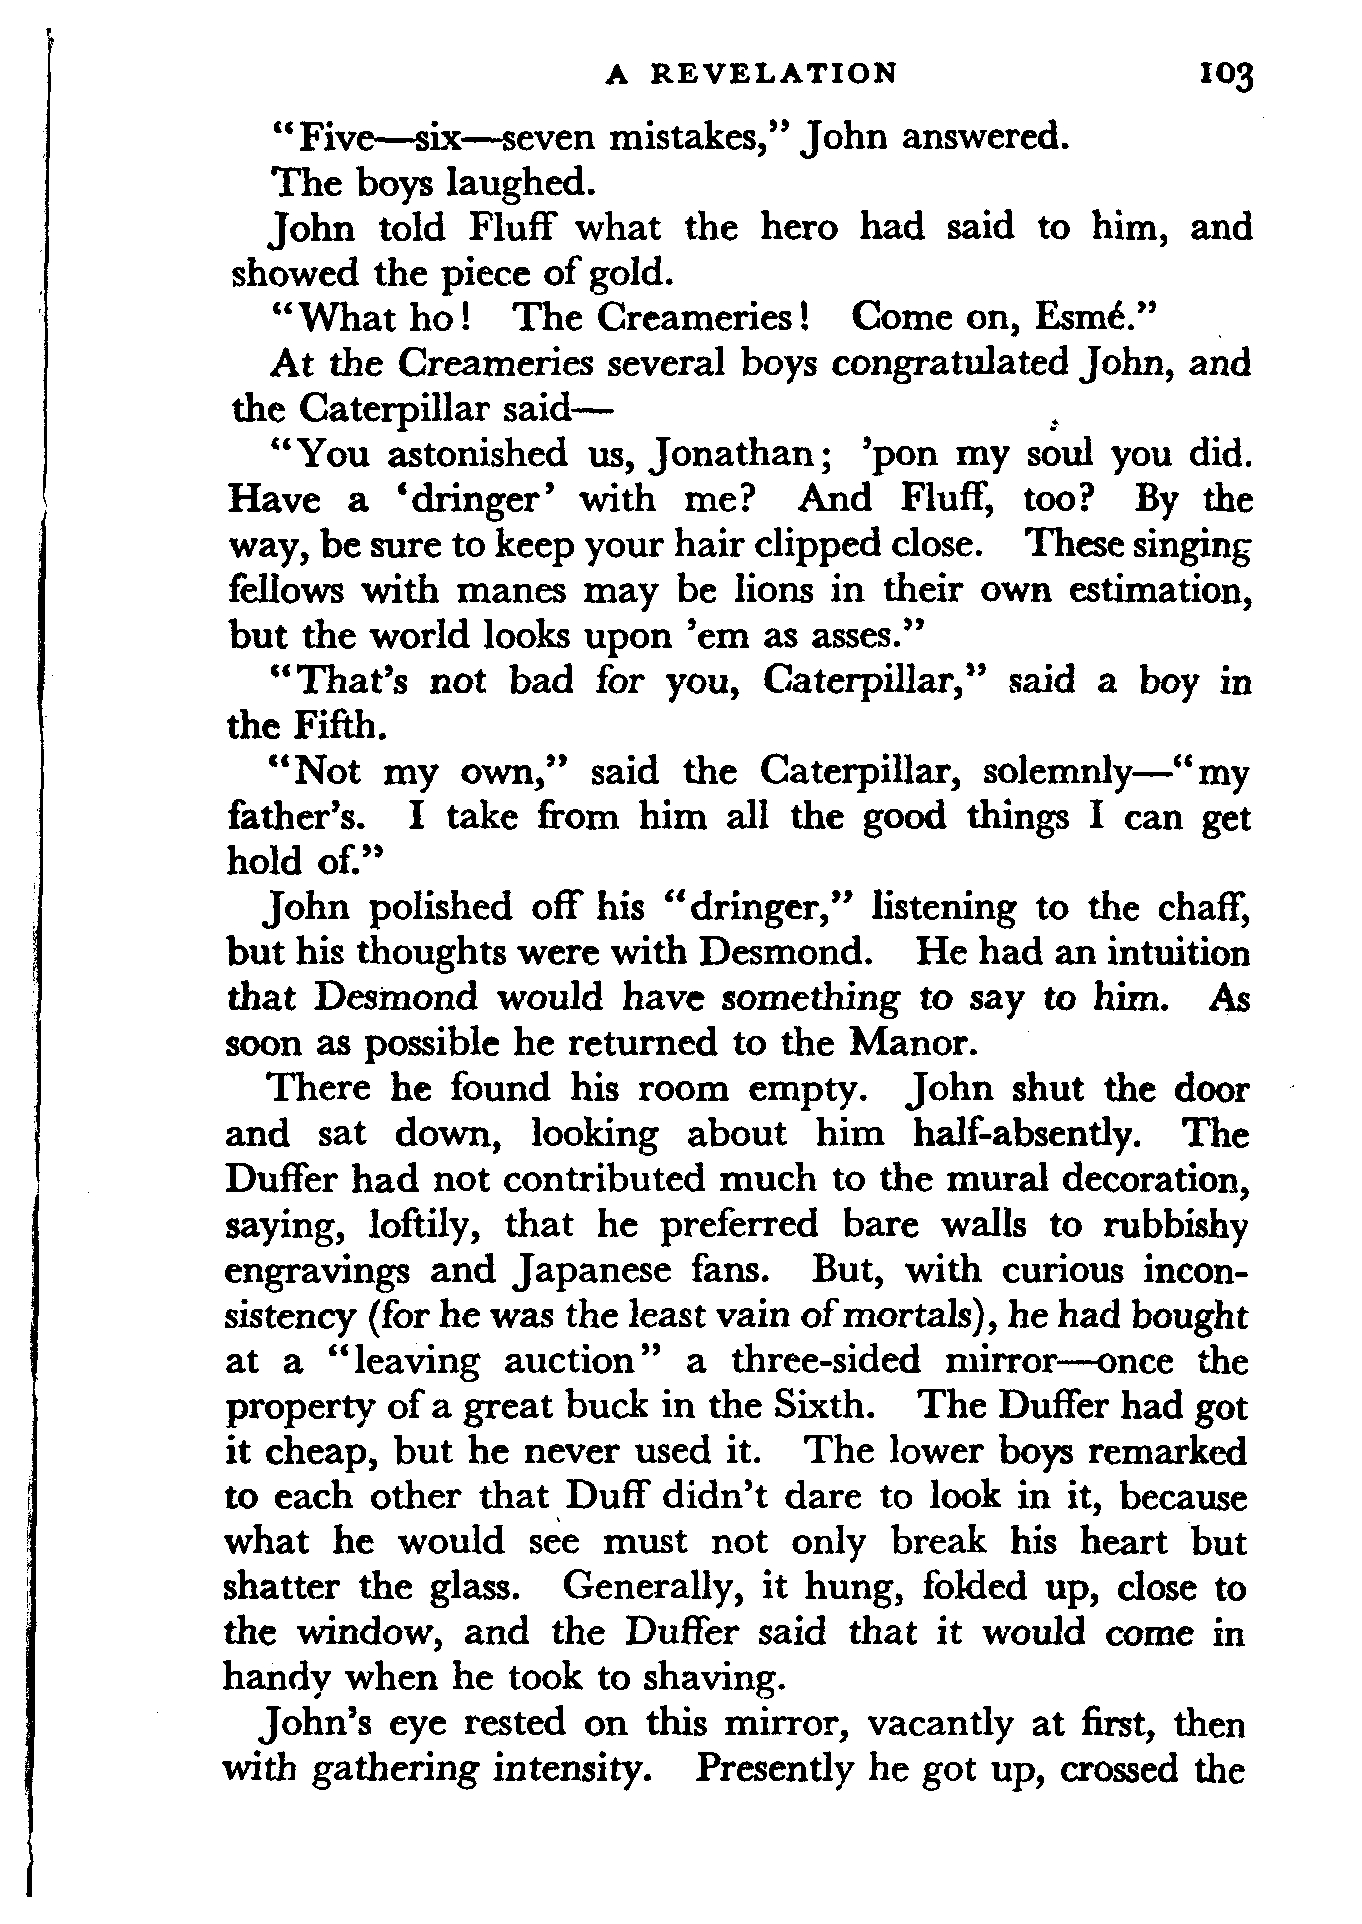 A REVELATION 103
“Five—six—seven mistakes,” John answered.
The boys laughed.
John told Fluff what the hero had said to him, and
showed the piece of gold.
“What ho! The Creameries! Come on, Esmé.”
At the Creameries several boys congratulated John, and
the Caterpillar said—
“You astonished us, Jonathan; ’pon my soul you did.
Have a ‘dringer’ with me? And Fluff, too? By the
way, be sure to keep your hair clipped close. These singing
fellows with manes may be lions in their own estimation,
but the world looks upon ’em as asses.”
“That’s not bad for you, Caterpillar,” said a boy in
the Fifth.
“Not my own,” said the Caterpillar, solemnly—“my
father’s. I take from him all the good things I can get
hold of.”
John polished off his “dringer,” listening to the chaff,
but his thoughts were with Desmond. He had an intuition
that Desmond would have something to say to him. As
soon as possible he returned to the Manor.
There he found his room empty. John shut the door
and sat down, looking about him half-absently. The
Duffer had not contributed much to the mural decoration,
saying, loftily, that he preferred bare walls to rubbishy
engravings and Japanese fans. But, with curious incon-
sistency (for he was the least vain of mortals), he had bought
at a “leaving auction” a three-sided mirror—once the
property of a great buck in the Sixth. The Duffer had got
it cheap, but he never used it. The lower boys remarked
to each other that Duff didn’t dare to look in it, because
what he would see must not only break his heart but
shatter the glass. Generally, it hung, folded up, close to
the window, and the Duffer said that it would come in
handy when he took to shaving.
John’s eye rested on this mirror, vacantly at first, then
with gathering intensity. Presently he got up, crossed the